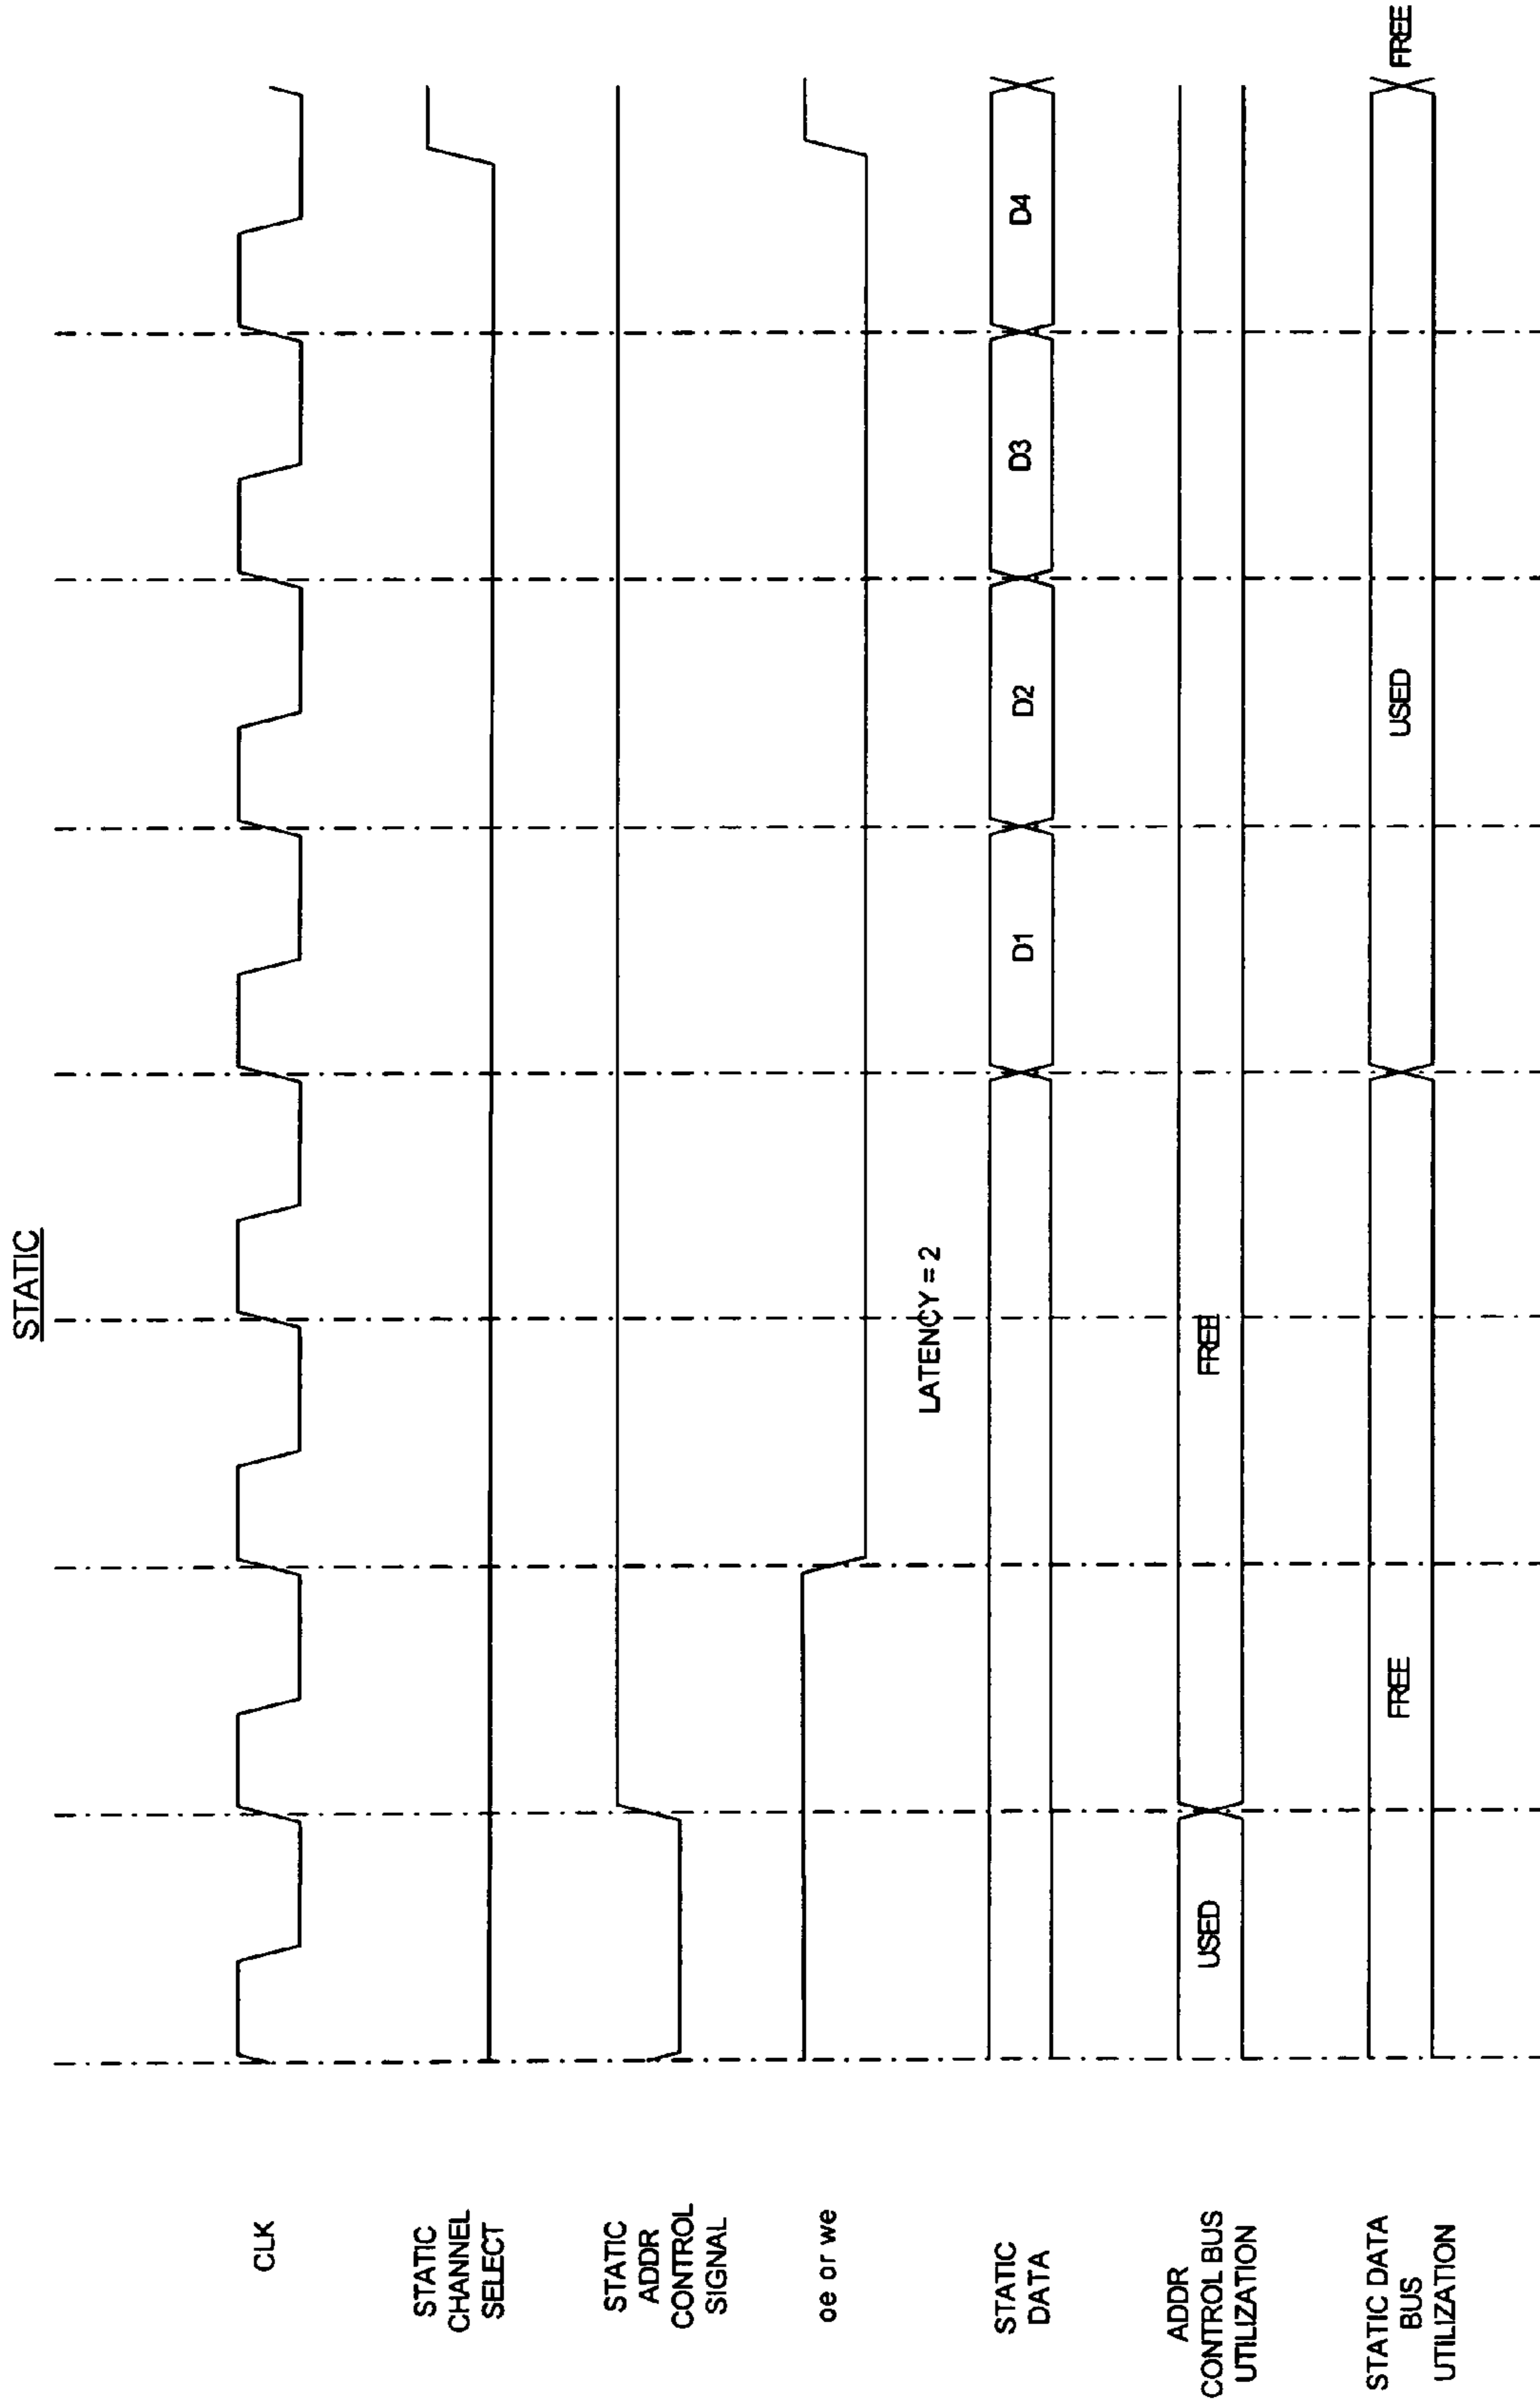 STATIC
CLK
STATIC
CHANNEL
SELECT
STATIC
ADDR
CONTROL
SIGNAL
oe or we
LATENCY = 2
STATIC
DATA
D1
D2
D3
D4
ADDR
CONTROL BUS
UTILIZATION
USED
FREE
STATIC DATA
BUS
UTILIZATION
FREE
USED
FREE